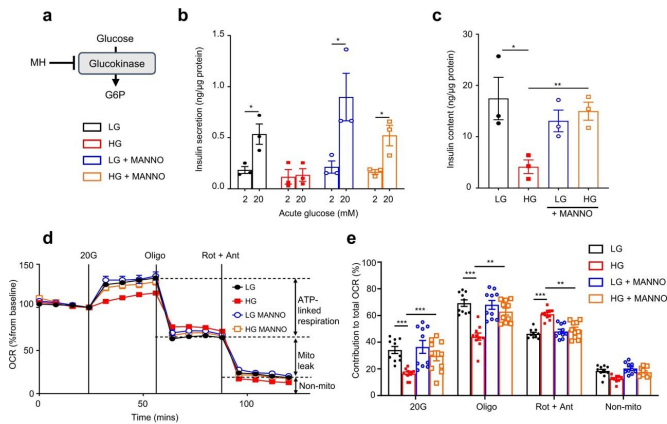 a
Glucose
MH
Glucokinase
G6P
LG
HG
LG + MANNO
HG + MANNO
b
Insulin secretion (ng/µg protein)
1.5
1.0
0.5
0.0
*
*
*
2 20 2 20 2 20 2 20
Acute glucose (mM)
c
Insulin content (ng/µg protein)
30
20
10
0
*
**
LG HG LG HG
+ MANNO
d
20G Oligo Rot + Ant
OCR (%from baseline)
150
100
50
0
0 50 100
Time (mins)
LG
HG
LG MANNO
HG MANNO
ATP-
linked
respiration
Mito
leak
Non-mito
e
Contribution to total OCR (%)
100
80
60
40
20
0
*** ***
*** **
*** **
20G Oligo Rot + Ant Non-mito
LG
HG
LG + MANNO
HG + MANNO